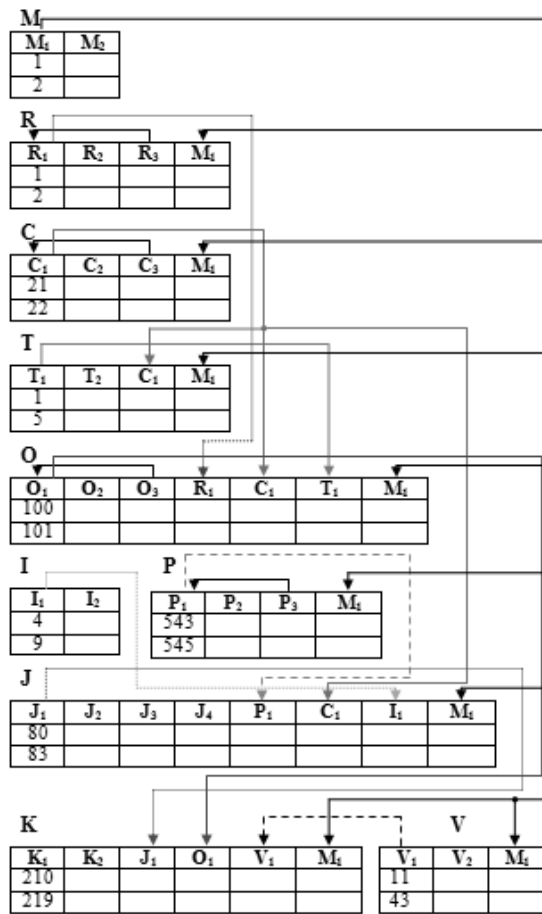 M₁
M₁ M₂
1
2
R
R₁ R₂ R₃ M₁
1
2
C
C₁ C₂ C₃ M₁
21
22
T
T₁ T₂ C₁ M₁
1
5
O
O₁ O₂ O₃ R₁ C₁ T₁ M₁
100
101
I P
I₁ I₂ P₁ P₂ P₃ M₁
4 543
9 545
J
J₁ J₂ J₃ J₄ P₁ C₁ I₁ M₁
80
83
K V
K₁ K₂ J₁ O₁ V₁ M₁ V₁ V₂ M₁
210 11
219 43